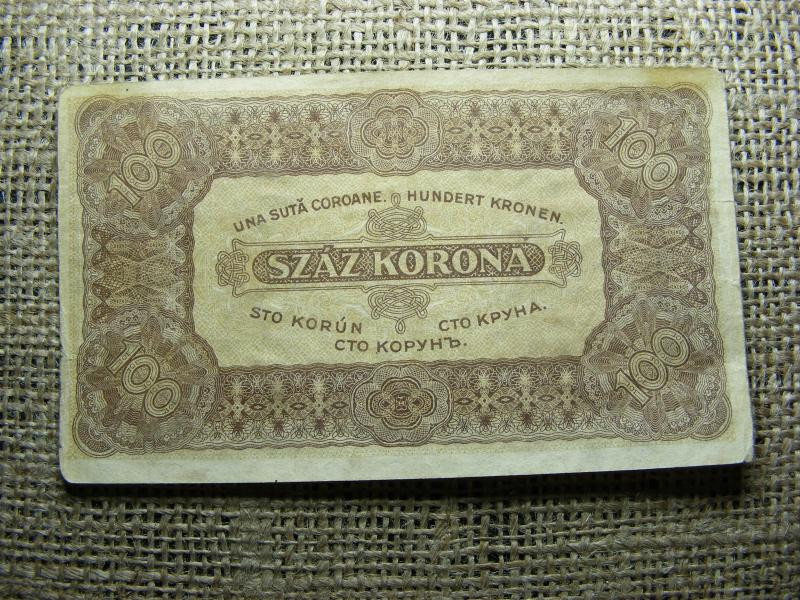 100
100
UNA SUTĂ COROANE. HUNDERT KRONEN.
SZÁZ KORONA
STO KORÚN
СТО КРУНА.
СТО КОРУНЪ.
100
100